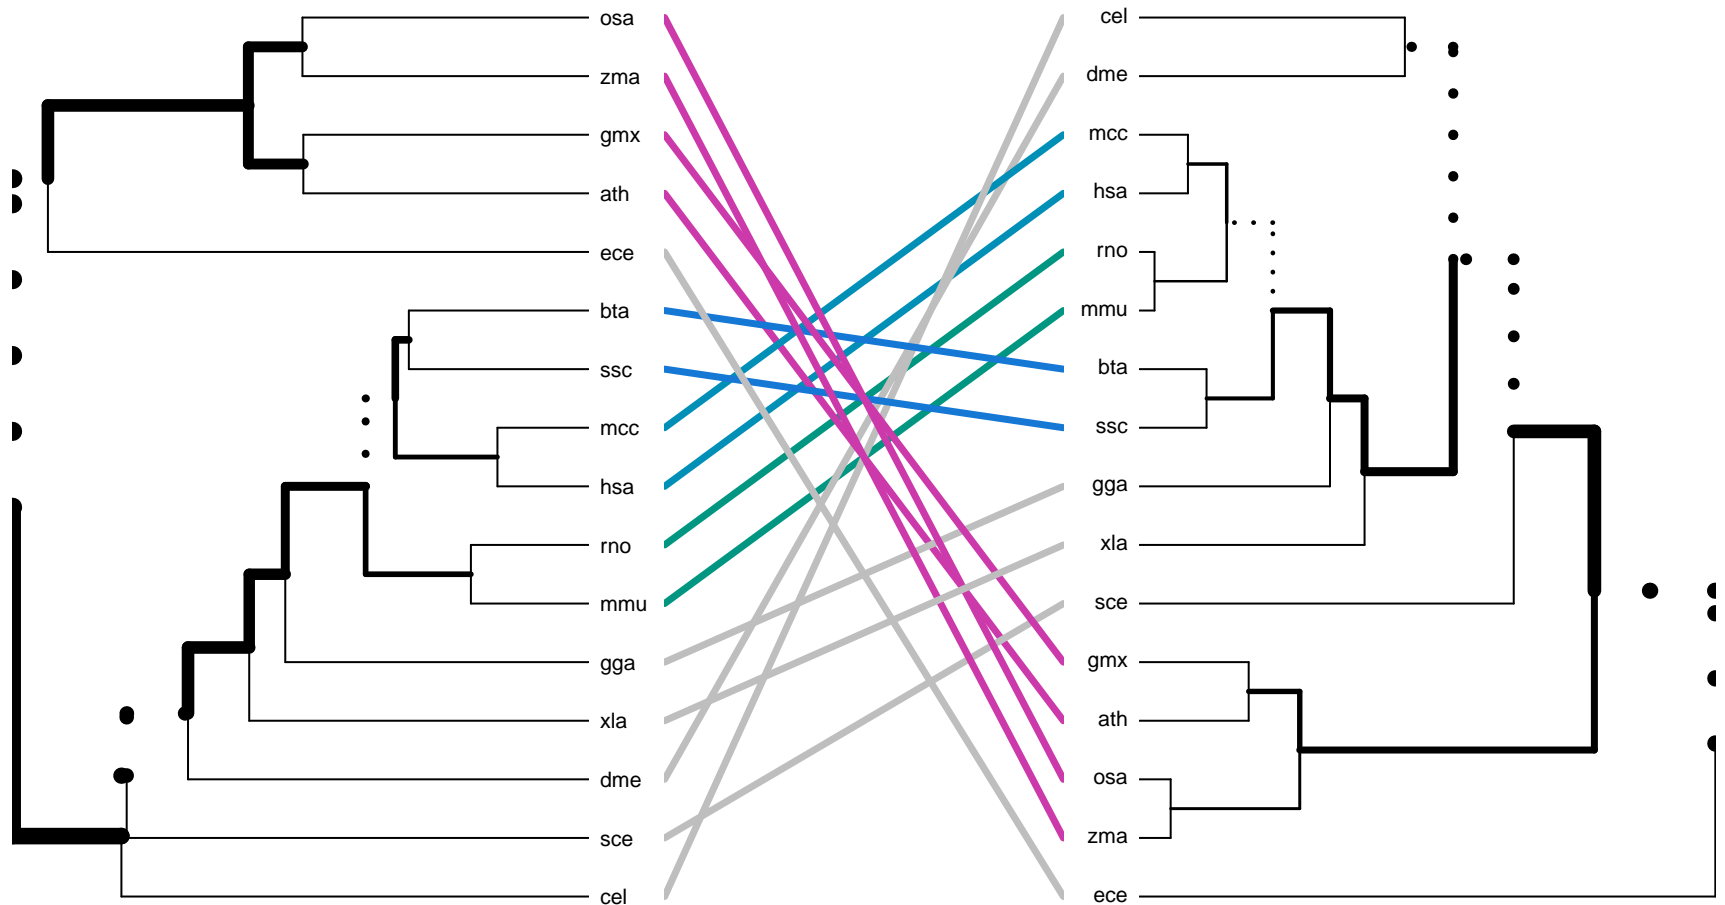 osa
zma
gmx
ath
ece
bta
ssc
mcc
hsa
rno
mmu
gga
xla
dme
sce
cel
cel
dme
mcc
hsa
rno
mmu
bta
ssc
gga
xla
sce
gmx
ath
osa
zma
ece